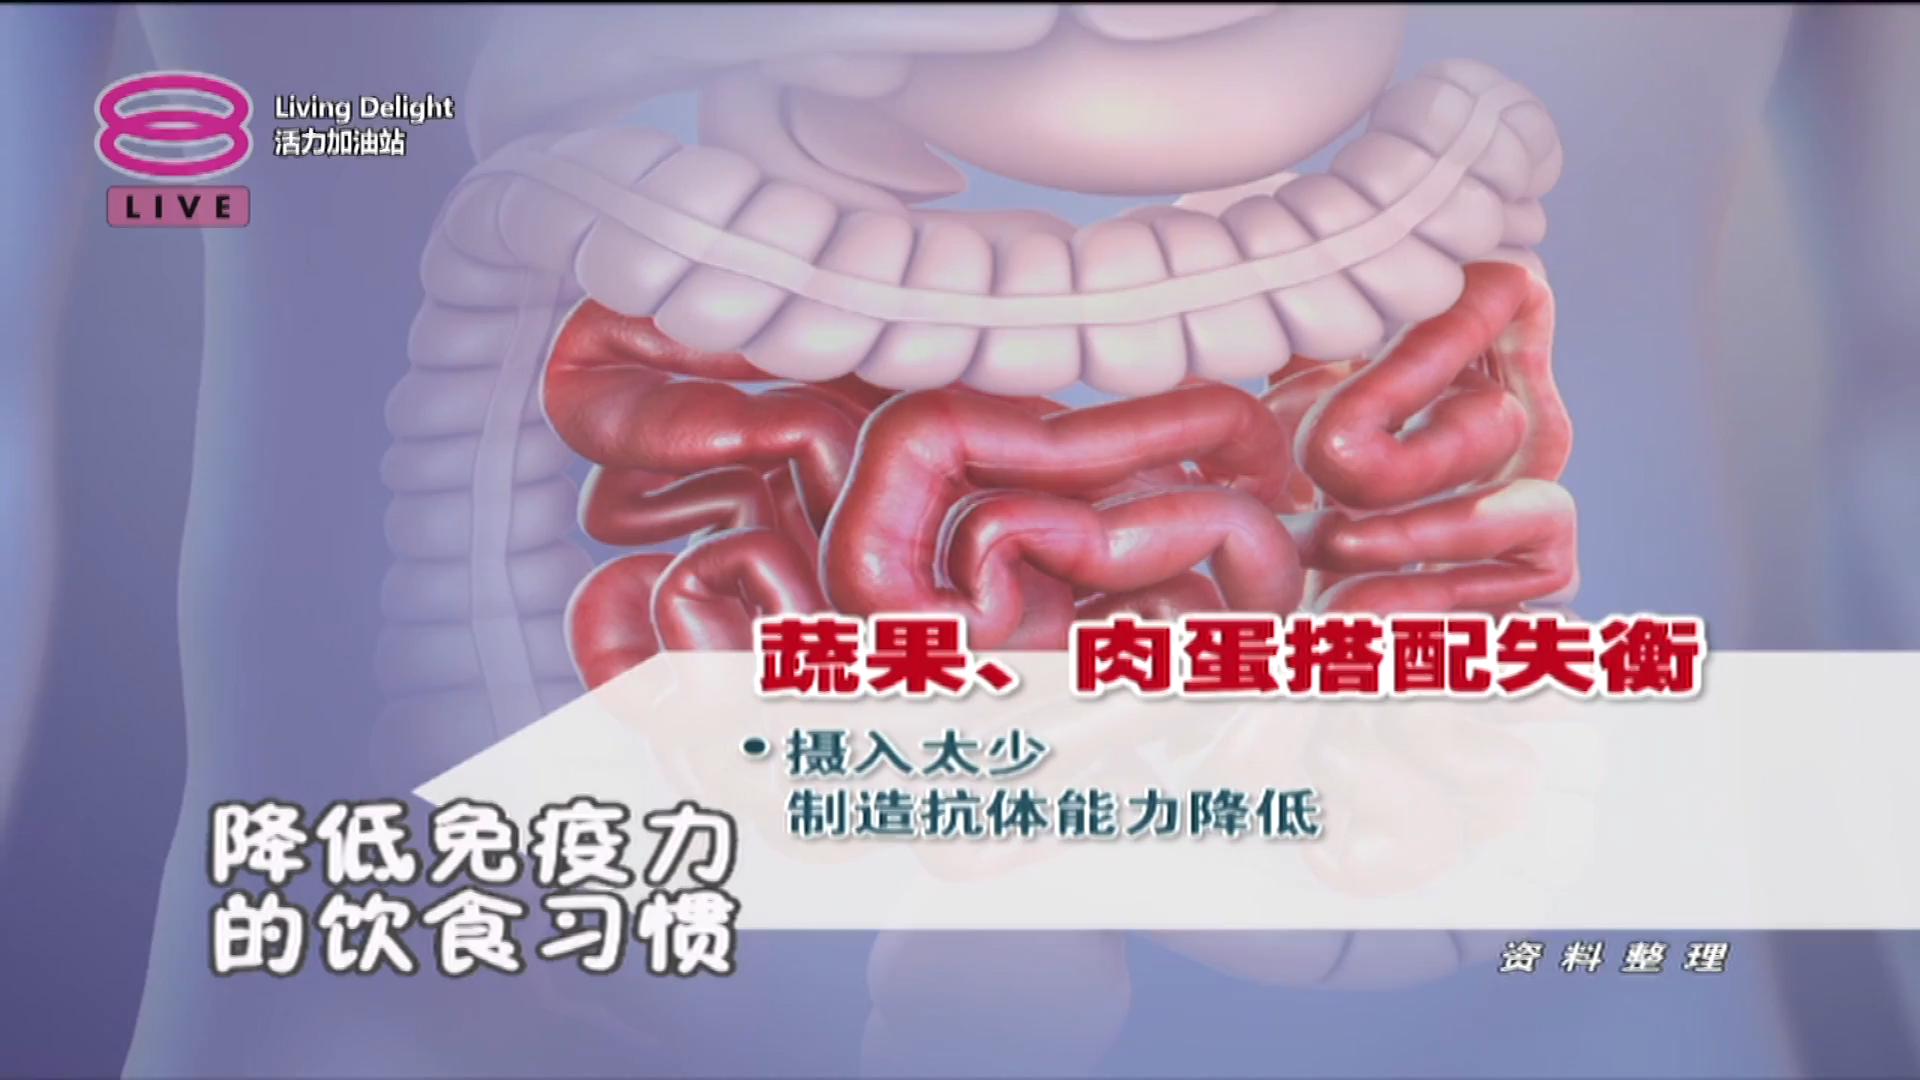 Living Delight
活力加油站
LIVE
蔬果、肉蛋搭配失衡
•摄入太少
制造抗体能力降低
降低免疫力
的饮食习惯
资料整理